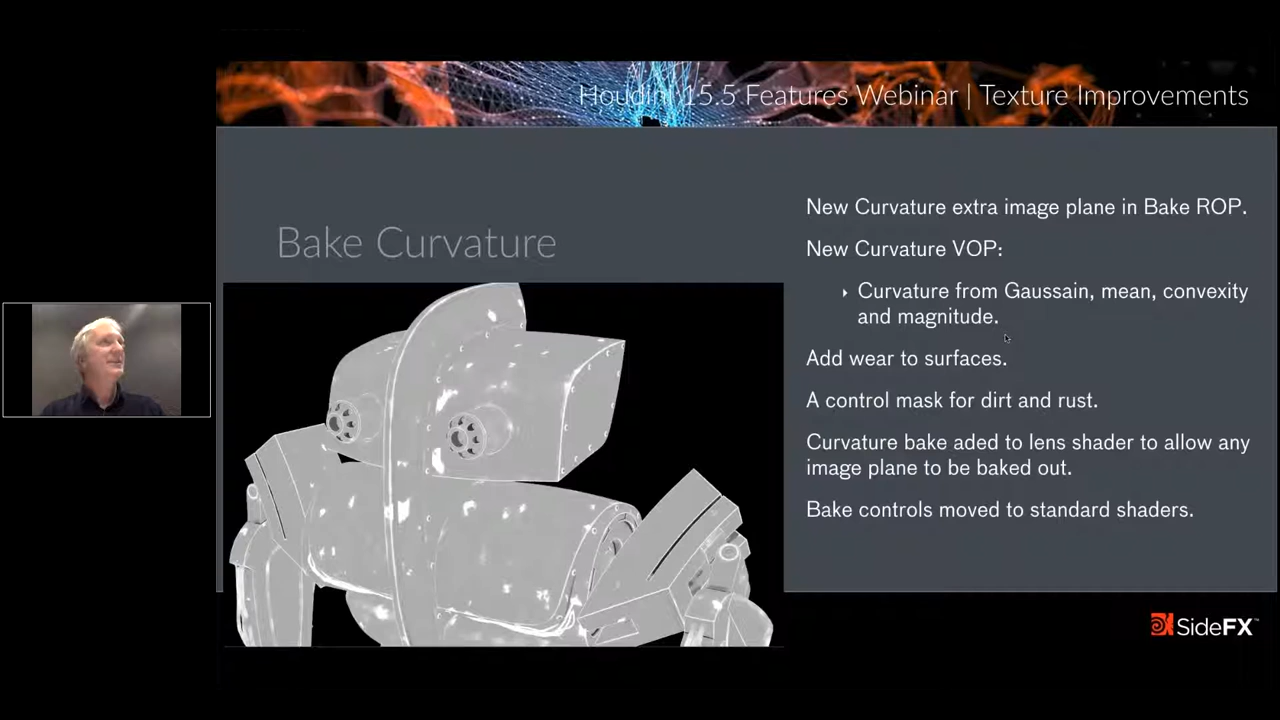 Houdini 15.5 Features Webinar | Texture Improvements
Bake Curvature
New Curvature extra image plane in Bake ROP.
New Curvature VOP:
Curvature from Gaussian, mean, convexity
and magnitude.
Add wear to surfaces.
A control mask for dirt and rust.
Curvature bake aded to lens shader to allow any
image plane to be baked out.
Bake controls moved to standard shaders.
SideFX